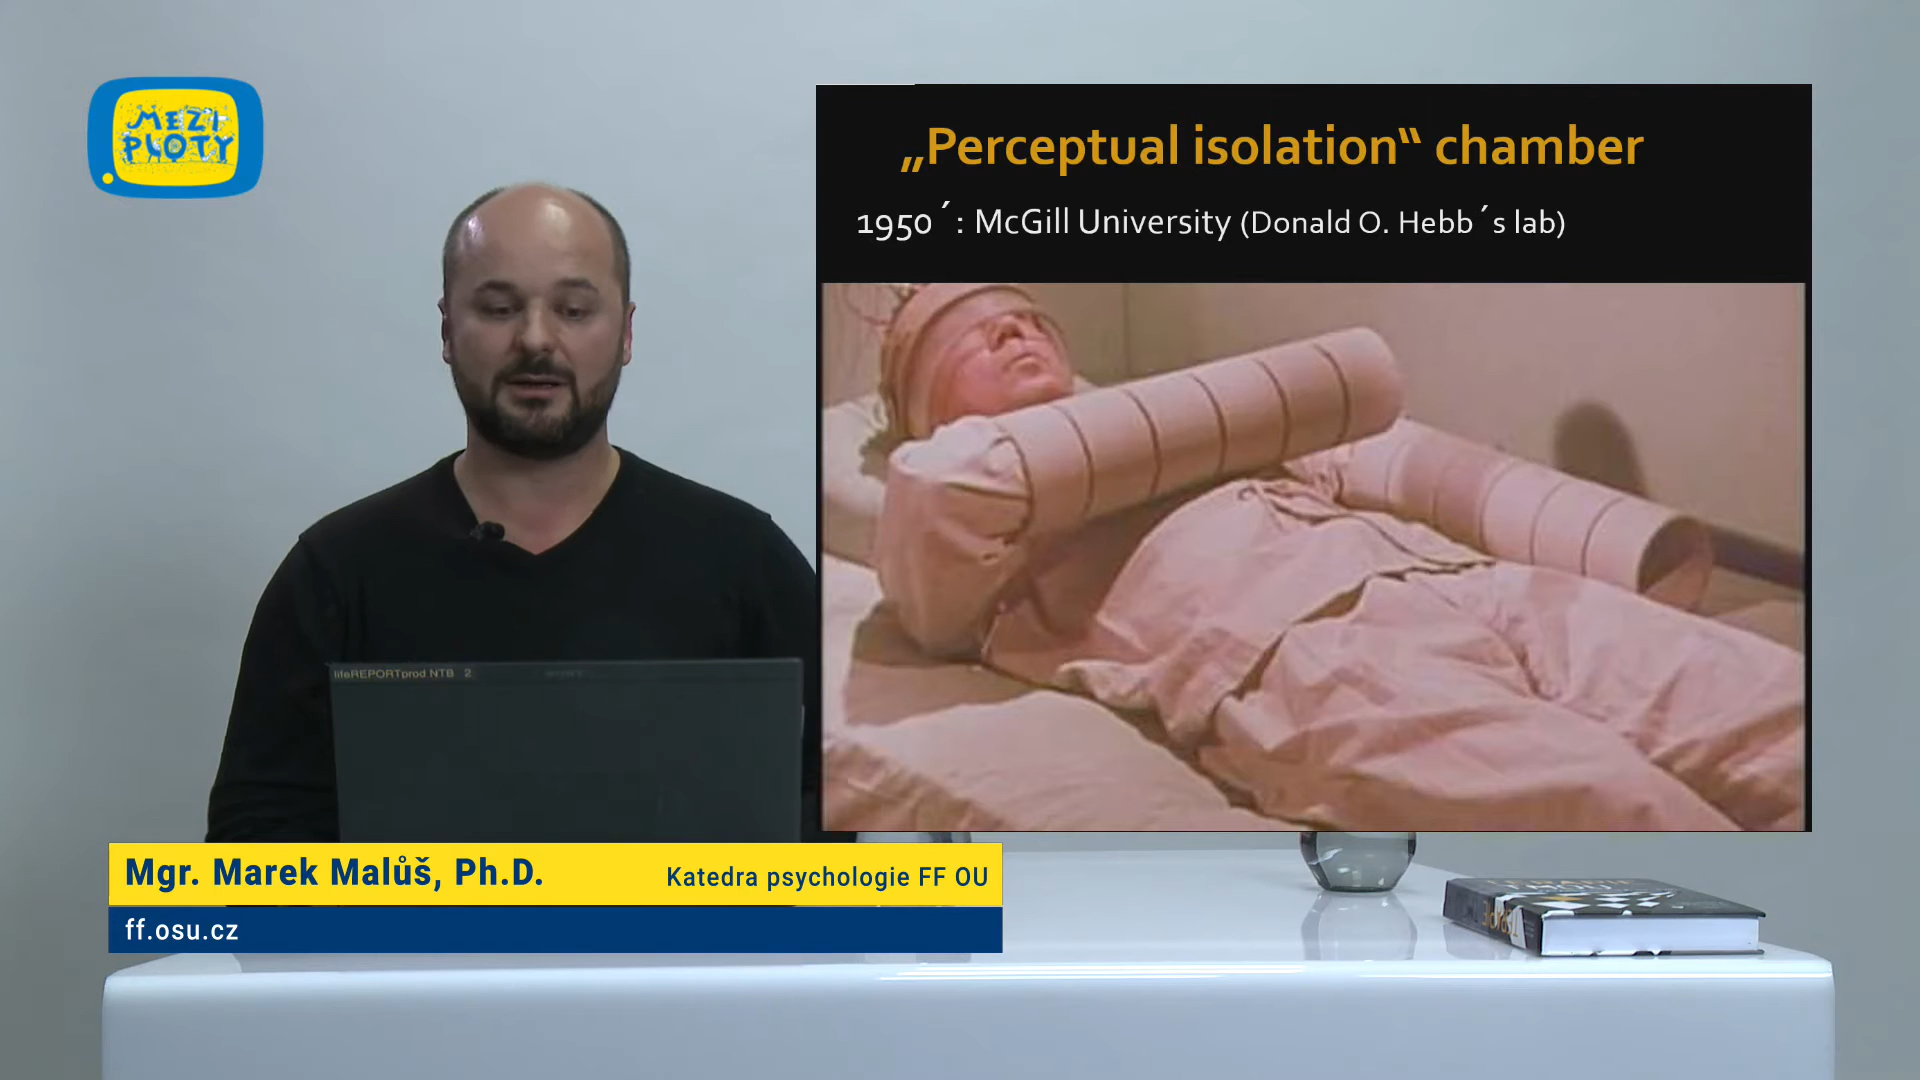 MEZI
PLOTY
„Perceptual isolation“ chamber
1950´: McGill University (Donald O. Hebb´s lab)
lifeREPORTprod NTB 2
SONY
Mgr. Marek Malůš, Ph.D.
Katedra psychologie FF OU
ff.osu.cz